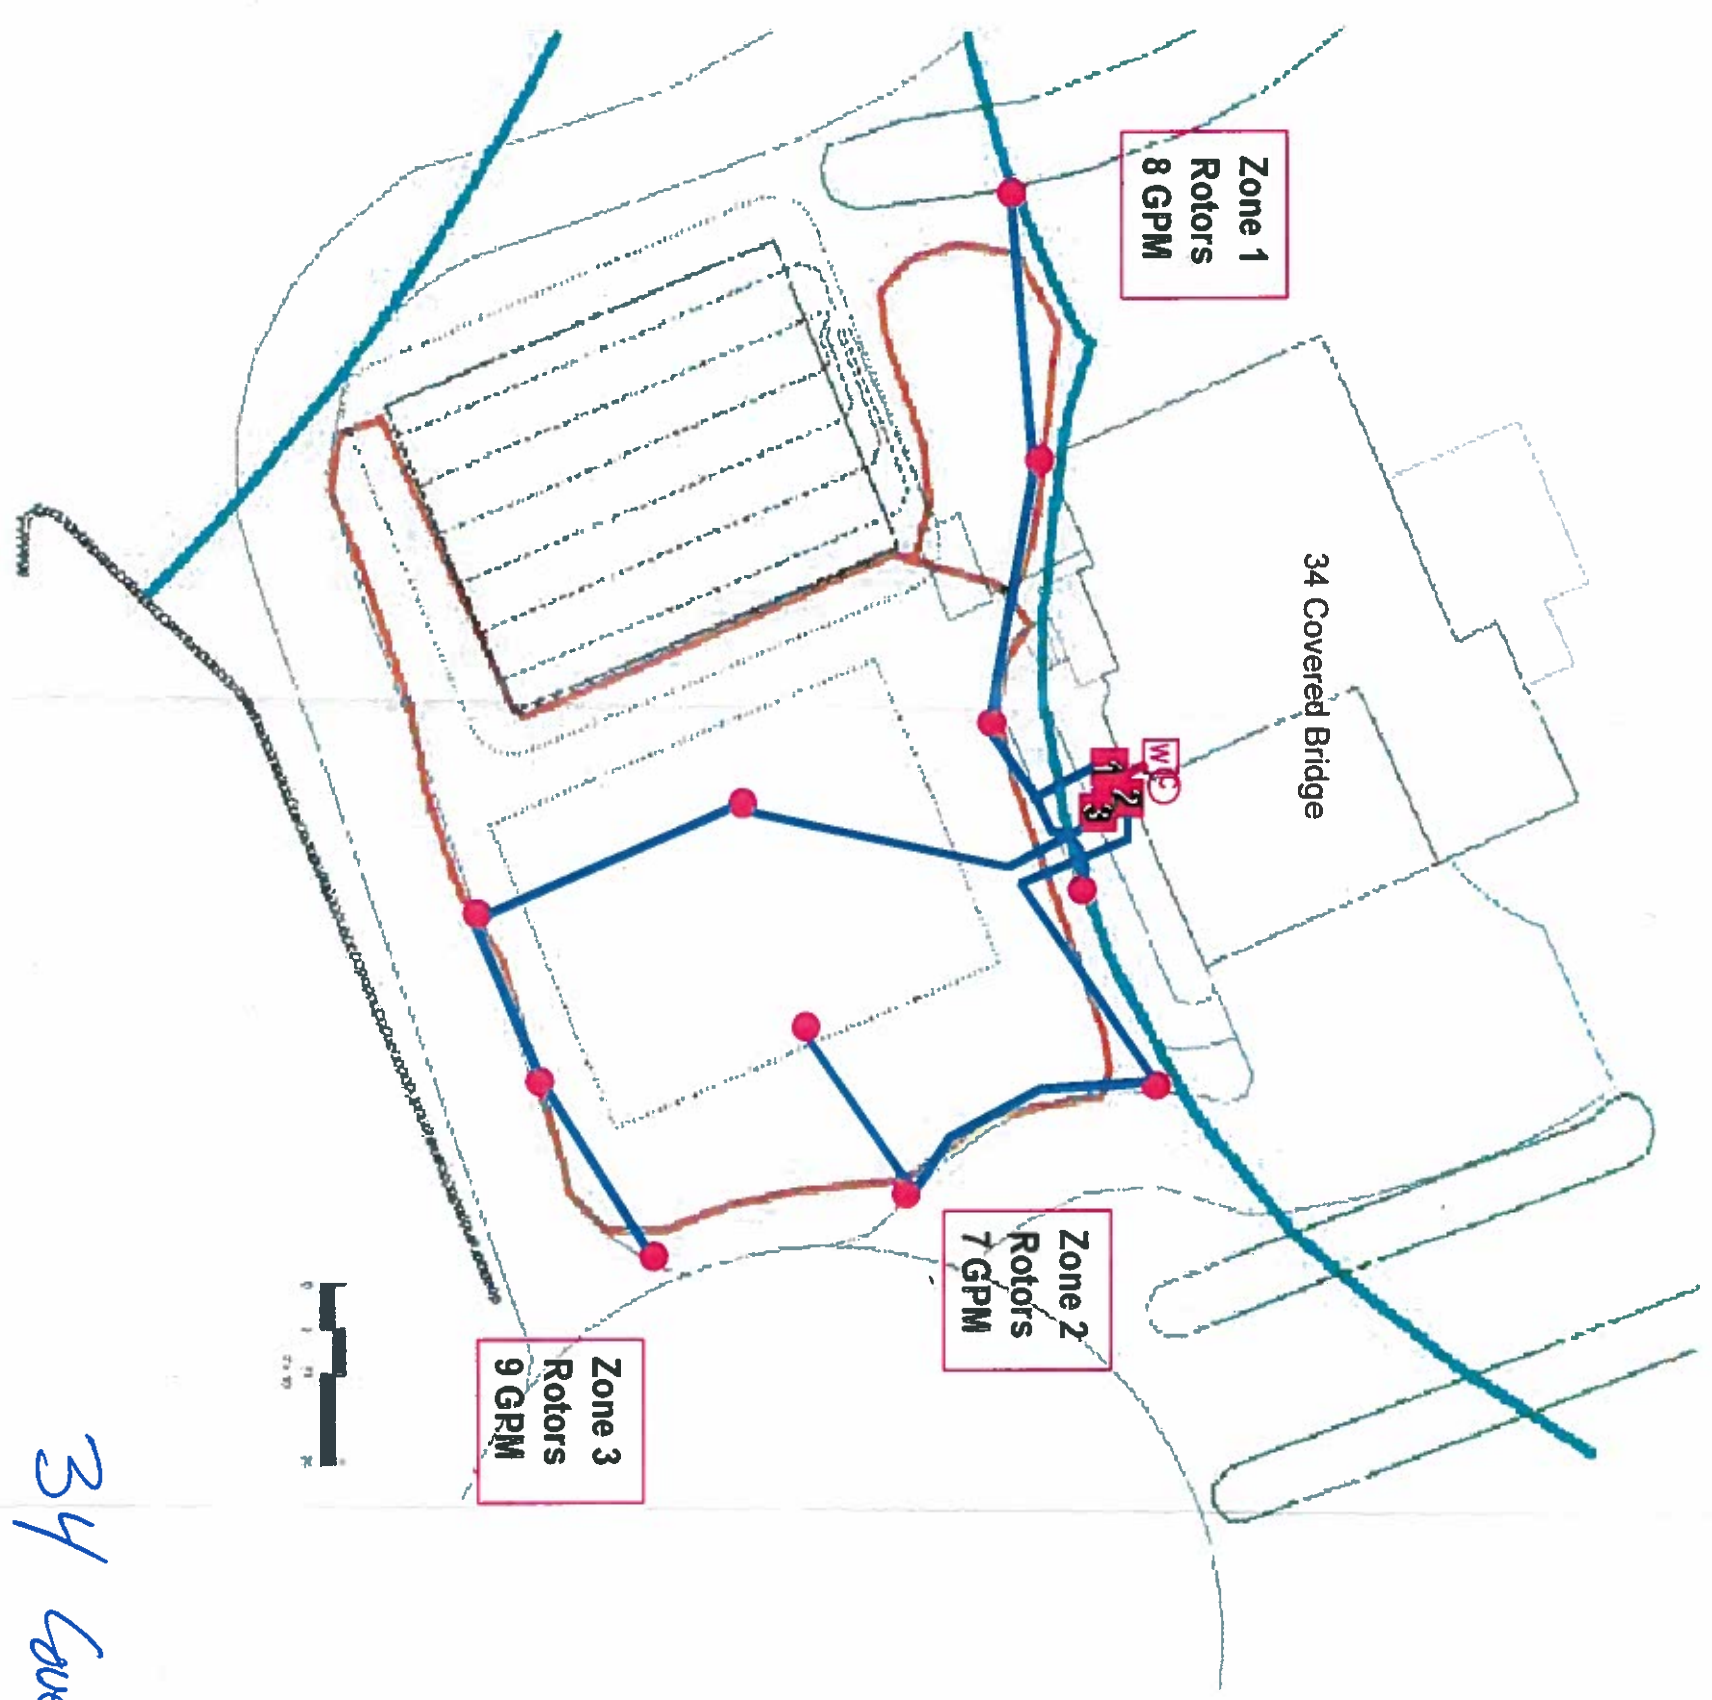 Zone 1
Rotors
8 GPM
34 Covered Bridge
W
C
1
2
3
Zone 2
Rotors
7 GPM
Zone 3
Rotors
9 GPM
34